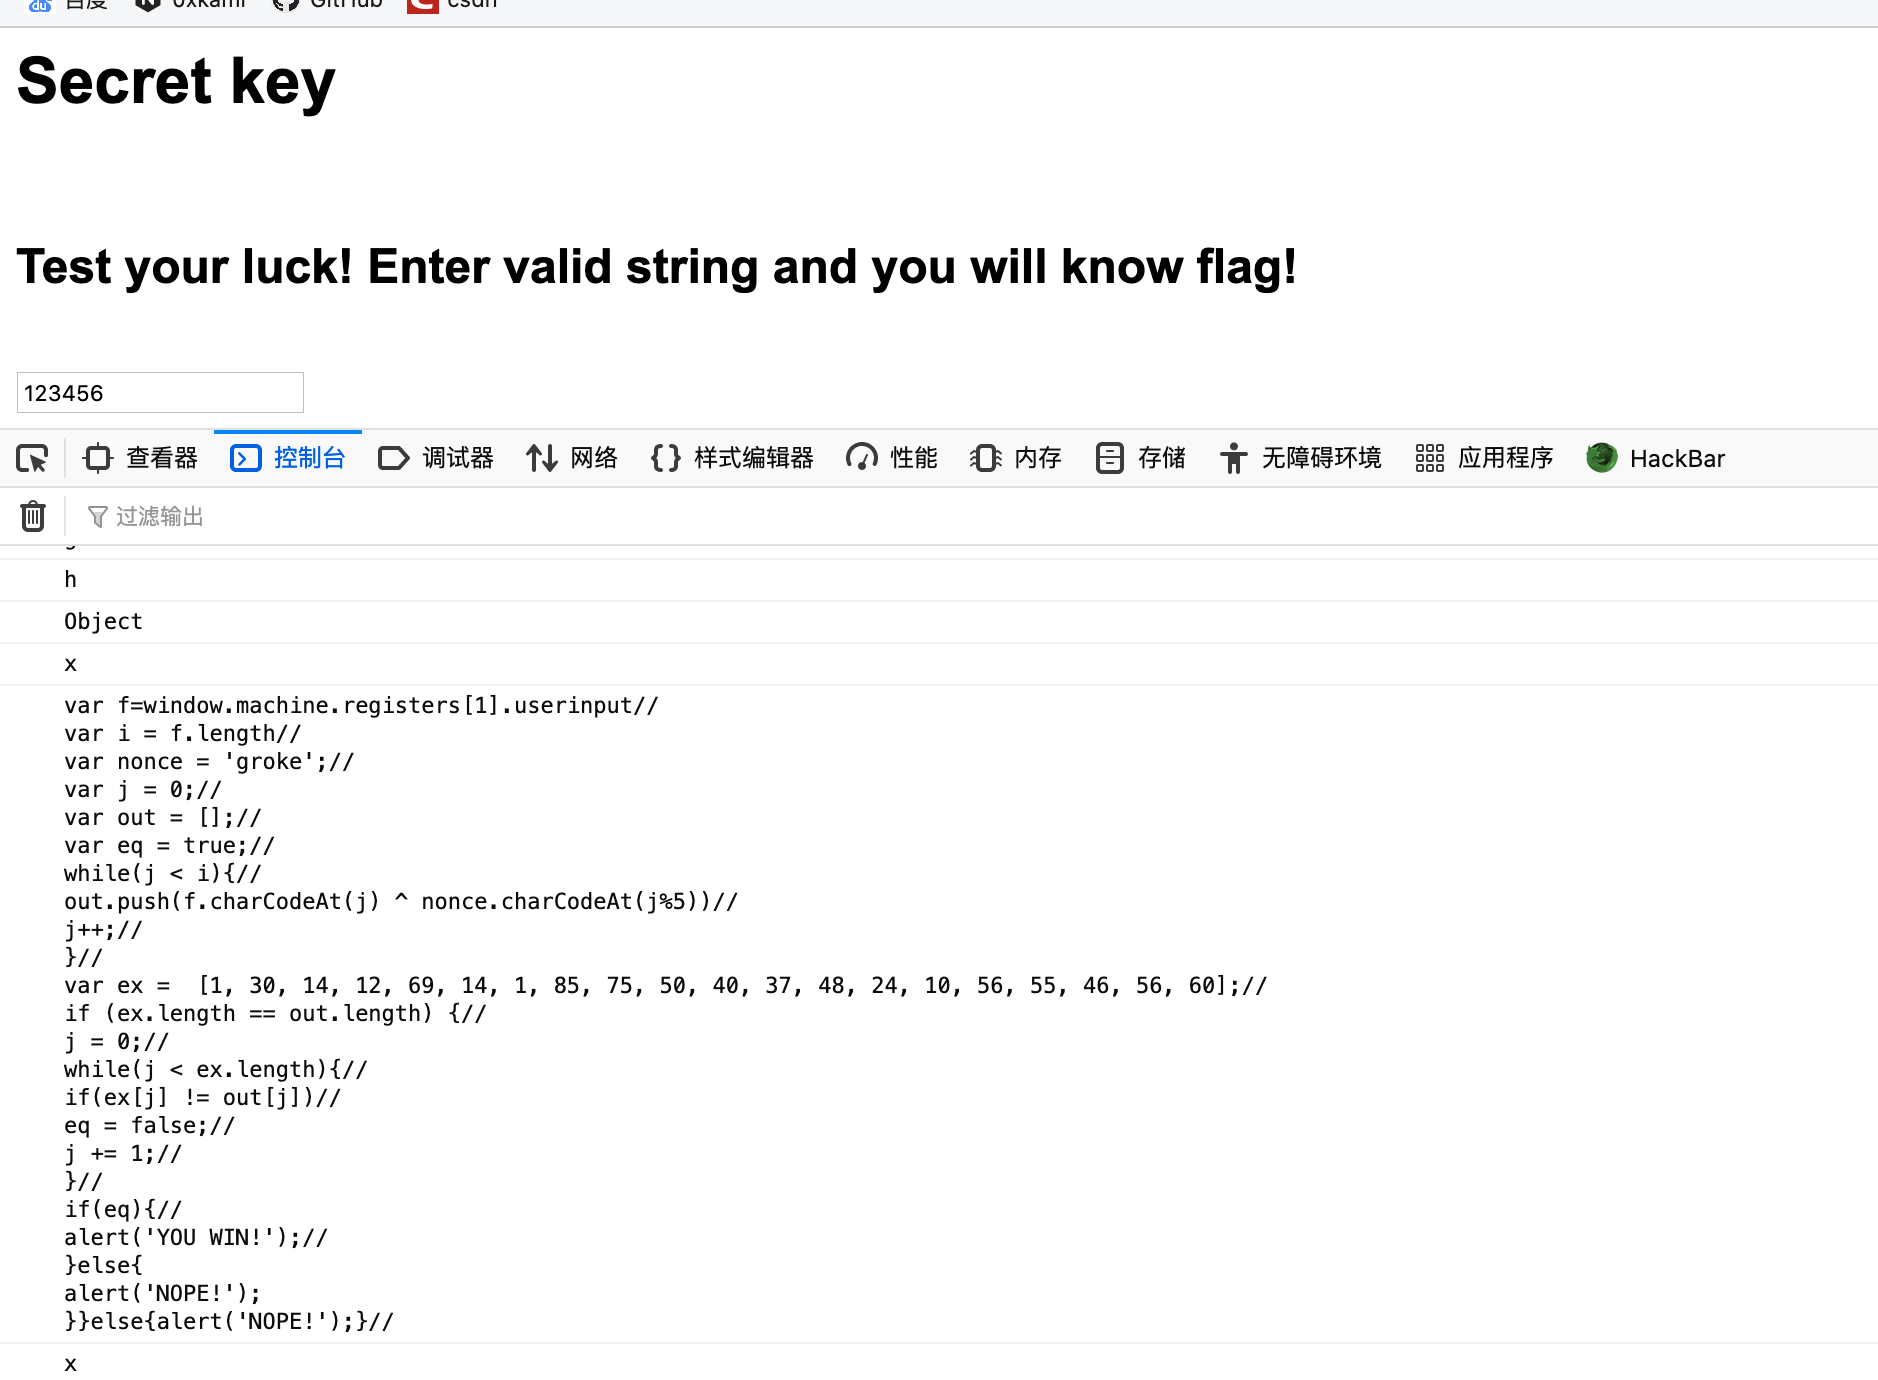 百度 0xkami GitHub csdn
Secret key
Test your luck! Enter valid string and you will know flag!
123456
查看器 控制台 调试器 网络 样式编辑器 性能 内存 存储 无障碍环境 应用程序 HackBar
过滤输出
h
Object
x
var f=window.machine.registers[1].userinput//
var i = f.length//
var nonce = 'groke';//
var j = 0;//
var out = [];//
var eq = true;//
while(j < i){//
out.push(f.charCodeAt(j) ^ nonce.charCodeAt(j%5))//
j++;//
}//
var ex =  [1, 30, 14, 12, 69, 14, 1, 85, 75, 50, 40, 37, 48, 24, 10, 56, 55, 46, 56, 60];//
if (ex.length == out.length) {//
j = 0;//
while(j < ex.length){//
if(ex[j] != out[j])//
eq = false;//
j += 1;//
}//
if(eq){//
alert('YOU WIN!');//
}else{
alert('NOPE!');
}}else{alert('NOPE!');}//
x